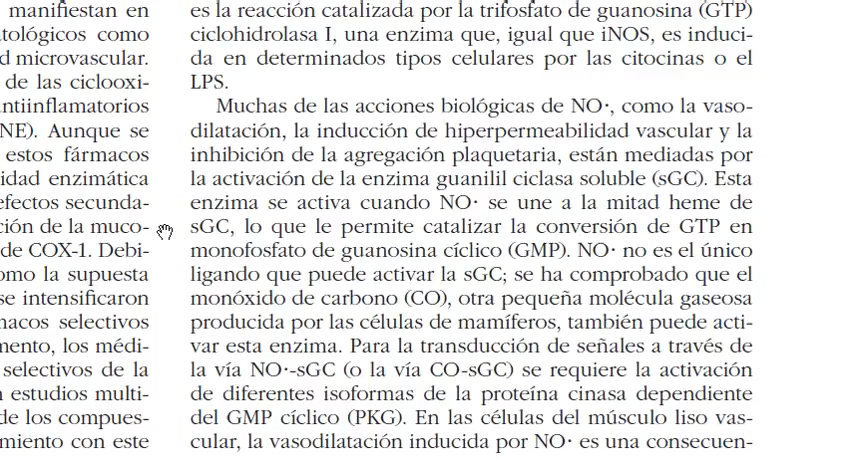 manifiestan en
tológicos como
d microvascular.
de las ciclooxi-
ntiinflamatorios
NE). Aunque se
estos fármacos
idad enzimática
efectos secunda-
ción de la muco-
de COX-1. Debi-
omo la supuesta
se intensificaron
macos selectivos
mento, los médi-
selectivos de la
n estudios multi-
de los compues-
miento con este
es la reacción catalizada por la trifosfato de guanosina (GTP)
ciclohidrolasa I, una enzima que, igual que iNOS, es induci-
da en determinados tipos celulares por las citocinas o el
LPS.
Muchas de las acciones biológicas de NO·, como la vaso-
dilatación, la inducción de hiperpermeabilidad vascular y la
inhibición de la agregación plaquetaria, están mediadas por
la activación de la enzima guanilil ciclasa soluble (sGC). Esta
enzima se activa cuando NO· se une a la mitad heme de
sGC, lo que le permite catalizar la conversión de GTP en
monofosfato de guanosina cíclico (GMP). NO· no es el único
ligando que puede activar la sGC; se ha comprobado que el
monóxido de carbono (CO), otra pequeña molécula gaseosa
producida por las células de mamíferos, también puede acti-
var esta enzima. Para la transducción de señales a través de
la vía NO·-sGC (o la vía CO-sGC) se requiere la activación
de diferentes isoformas de la proteína cinasa dependiente
del GMP cíclico (PKG). En las células del músculo liso vas-
cular, la vasodilatación inducida por NO· es una consecuen-